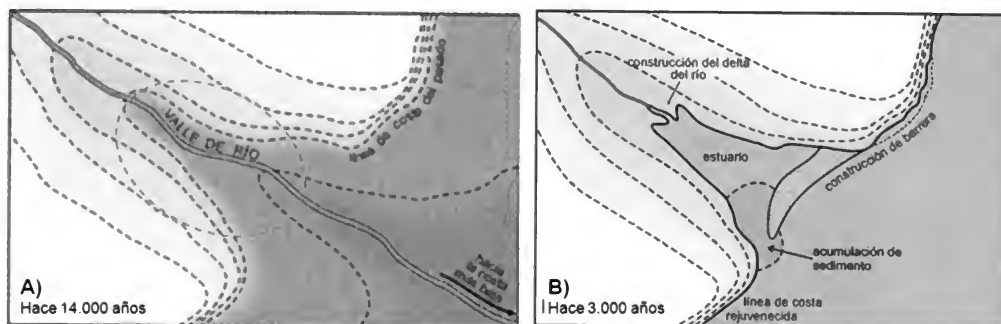 VALLE DE RÍO
línea de costa
del pasado
hacia
la costa
más baja
A)
Hace 14.000 años
construcción del delta
del río
estuario
construcción de barrera
acumulación de
sedimento
B)
Hace 3.000 años
línea de costa
rejuvenecida